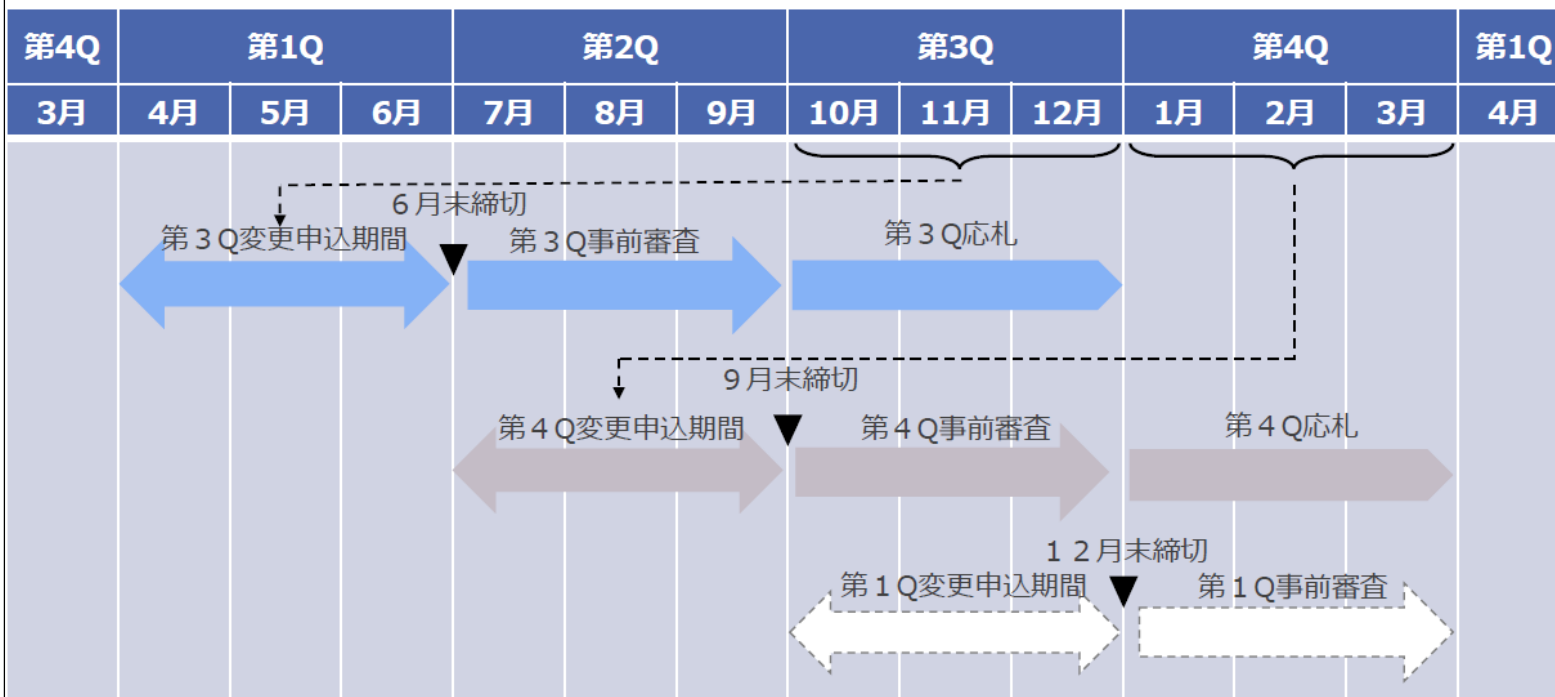 第4Q 第1Q 第2Q 第3Q 第4Q 第1Q
3月 4月 5月 6月 7月 8月 9月 10月 11月 12月 1月 2月 3月 4月
６月末締切
第３Q変更申込期間 第３Q事前審査 第３Q応札
９月末締切
第４Q変更申込期間 第４Q事前審査 第４Q応札
１２月末締切
第１Q変更申込期間 第１Q事前審査